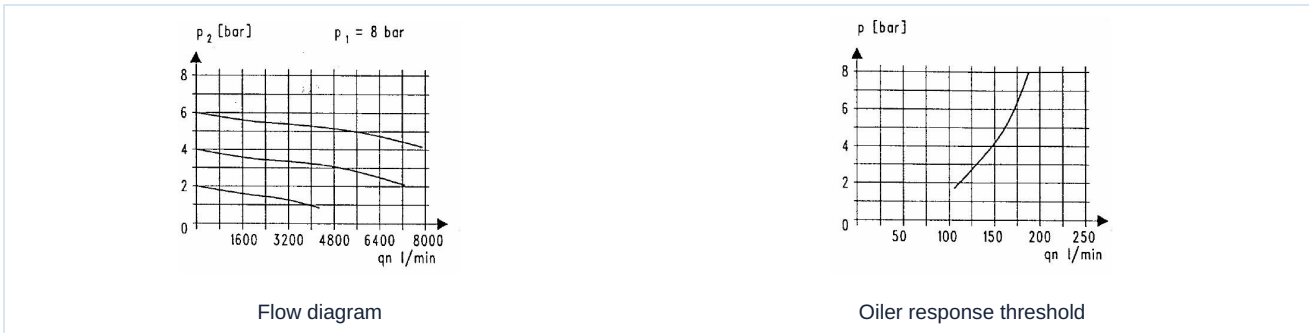 p2 [bar] p1 = 8 bar
8
6
4
2
0
1600 3200 4800 6400 8000
qn l/min
Flow diagram
p [bar]
8
6
4
2
0
50 100 150 200 250
qn l/min
Oiler response threshold